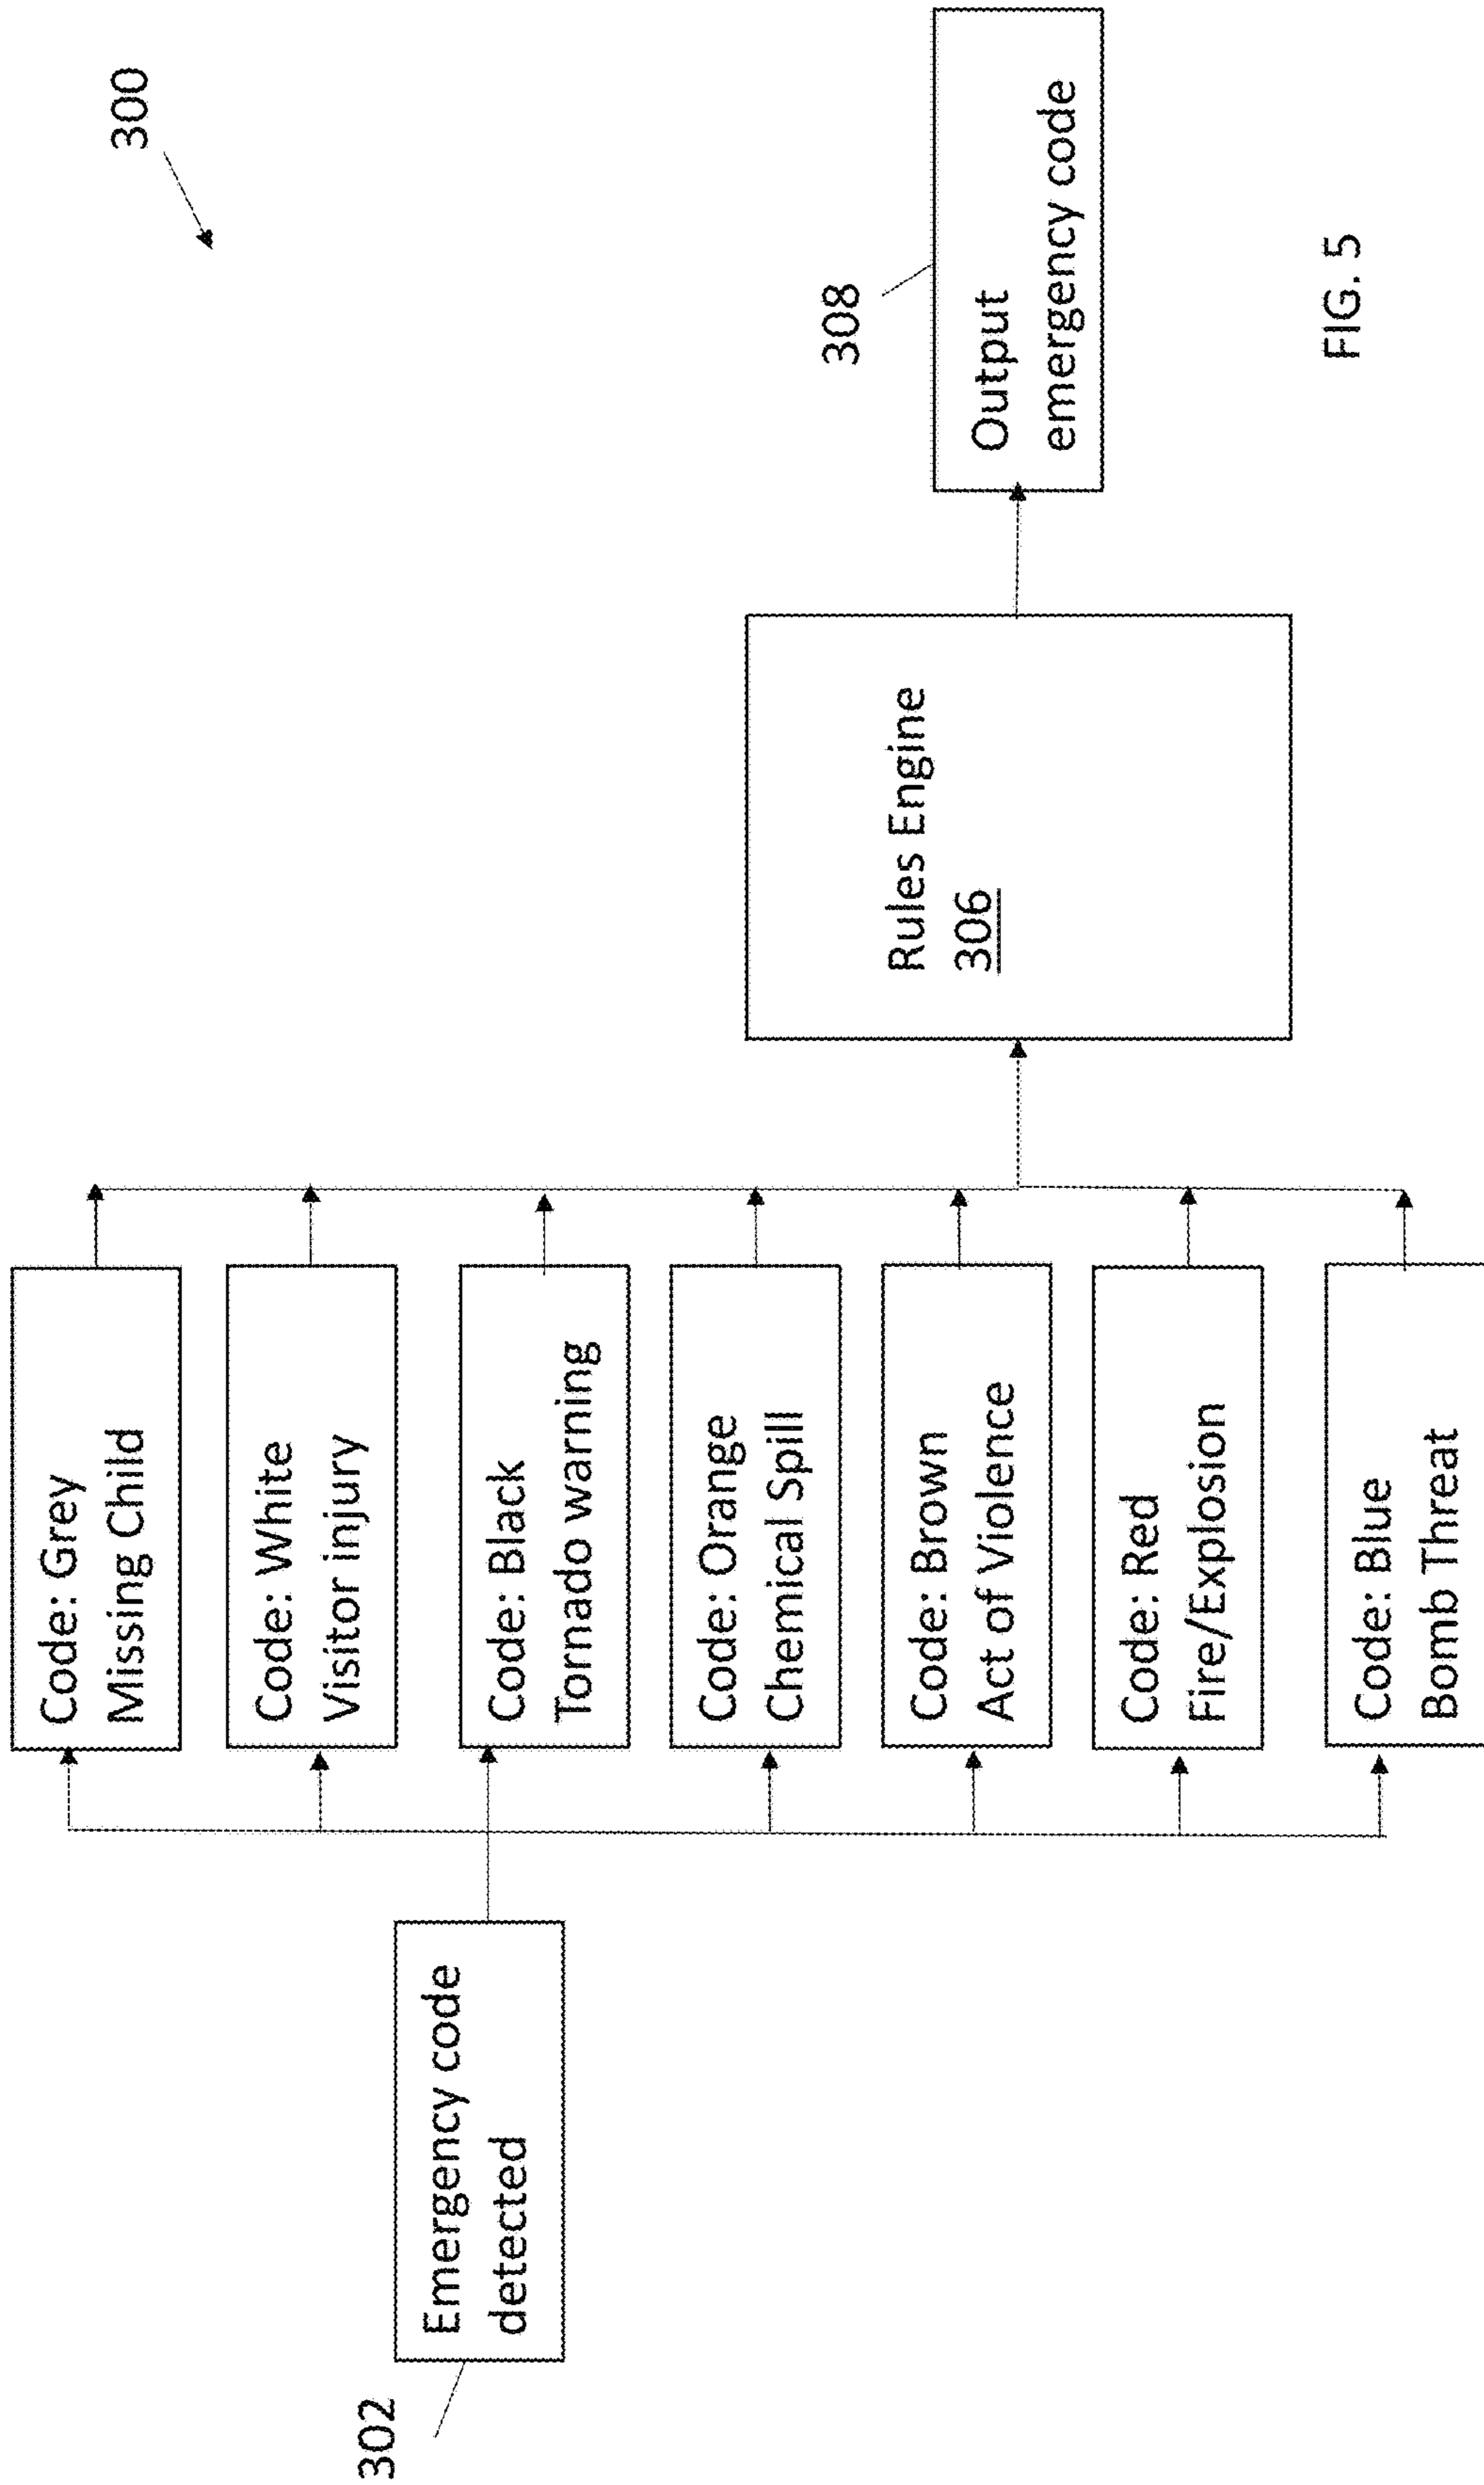 300
302
Emergency code
detected
Code: Grey
Missing Child
Code: White
Visitor injury
Code: Black
Tornado warning
Code: Orange
Chemical Spill
Code: Brown
Act of Violence
Code: Red
Fire/Explosion
Code: Blue
Bomb Threat
Rules Engine
306
308
Output
emergency code
FIG. 5